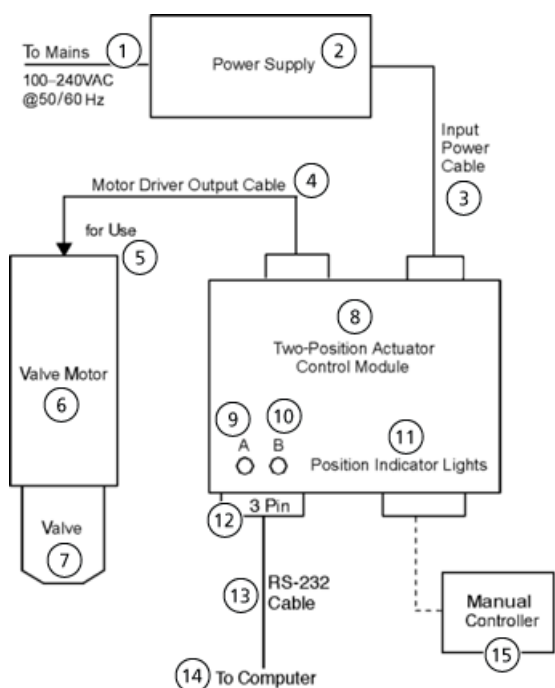 To Mains
1
100–240VAC
@50/60 Hz
Power Supply
2
Input
Power
Cable
3
Motor Driver Output Cable
4
for Use
5
Valve Motor
6
Valve
7
8
Two-Position Actuator
Control Module
9
A
10
B
11
Position Indicator Lights
12
3 Pin
13
RS-232
Cable
14
To Computer
Manual
Controller
15